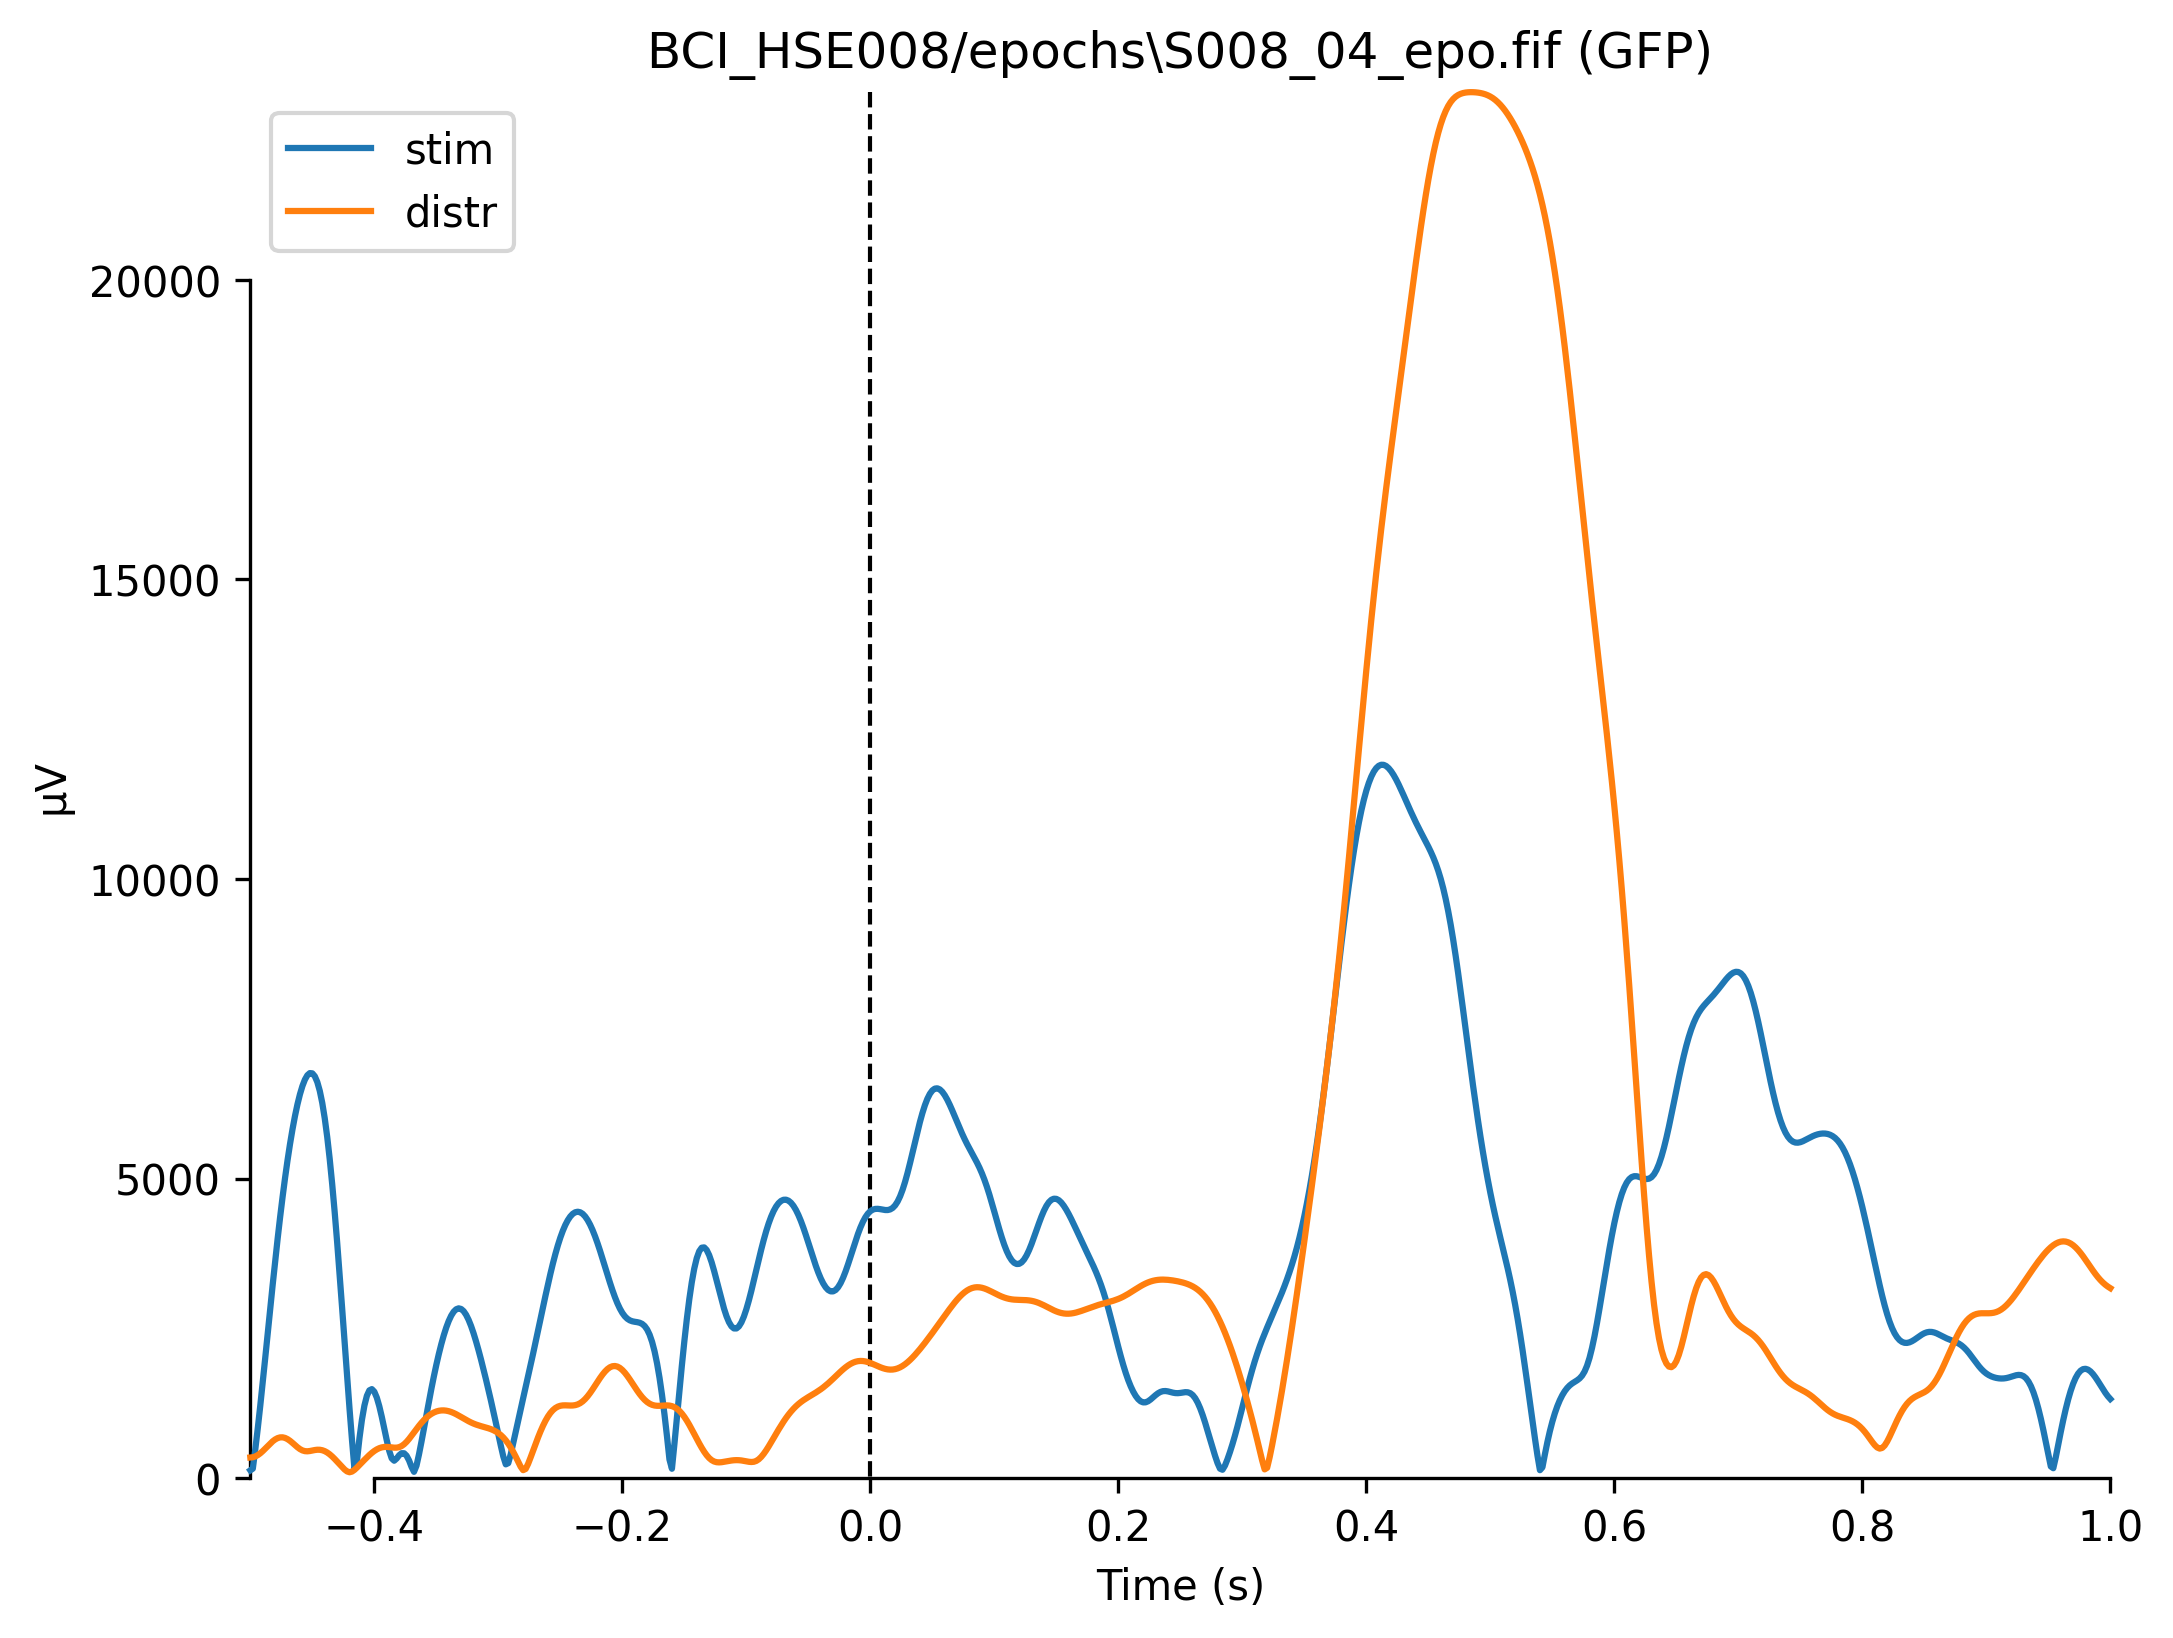 BCI_HSE008/epochs\S008_04_epo.fif (GFP)
stim
distr
20000
15000
10000
5000
0
µV
−0.4 −0.2 0.0 0.2 0.4 0.6 0.8 1.0
Time (s)